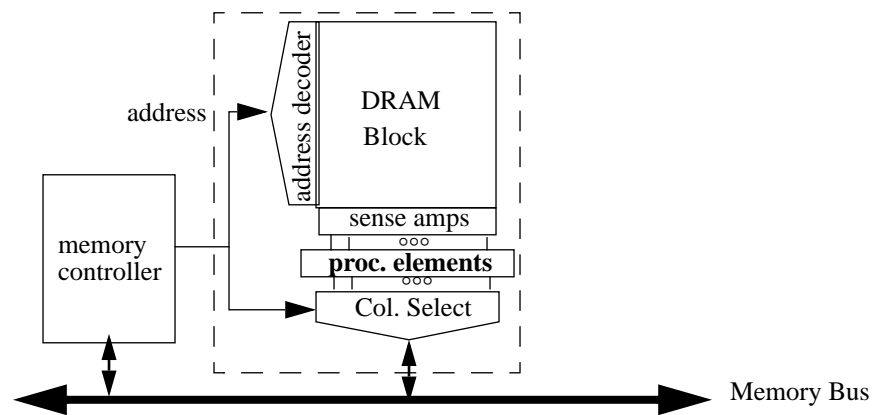 address
address decoder
DRAM
Block
sense amps
memory
controller
proc. elements
Col. Select
Memory Bus